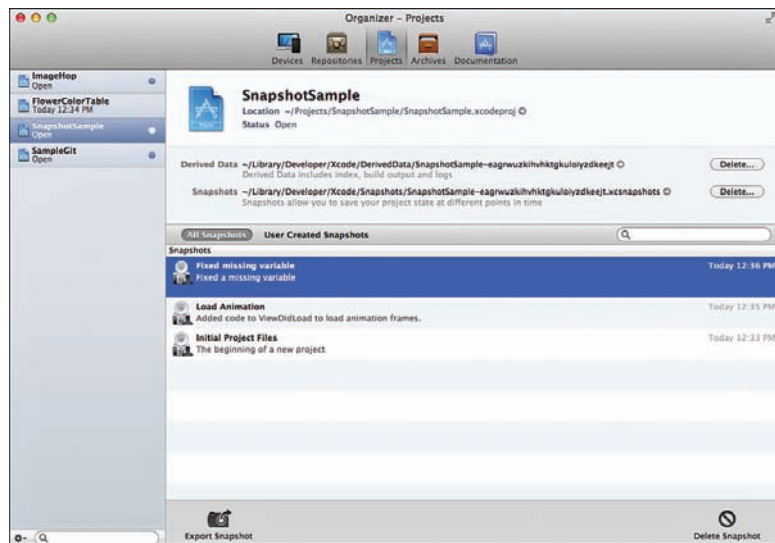 Organizer – Projects
Devices Repositories Projects Archives Documentation
ImageHop
Open
FlowerColorTable
Today 12:34 PM
SnapshotSample
Open
SampleGit
Open
SnapshotSample
Location ~/Projects/SnapshotSample/SnapshotSample.xcodeproj
Status Open
Derived Data ~/Library/Developer/Xcode/DerivedData/SnapshotSample-eagrwuzkihvhktgkuloiyzdkeejt Delete...
Derived Data includes index, build output and logs
Snapshots ~/Library/Developer/Xcode/Snapshots/SnapshotSample-eagrwuzkihvhktgkuloiyzdkeejt.xcsnapshots Delete...
Snapshots allow you to save your project state at different points in time
All Snapshots User Created Snapshots
Snapshots
Fixed missing variable Today 12:36 PM
Fixed a missing variable
Load Animation Today 12:35 PM
Added code to ViewDidLoad to load animation frames.
Initial Project Files Today 12:33 PM
The beginning of a new project
Export Snapshot Delete Snapshot